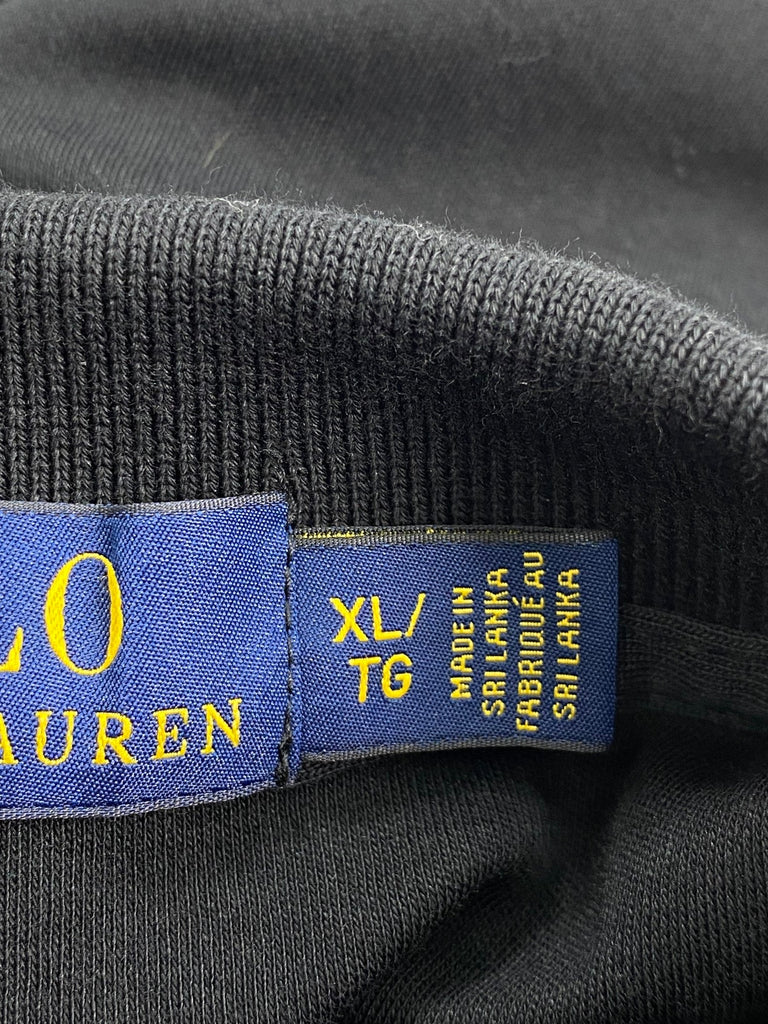 LO
AUREN
XL/
TG
MADE IN
SRI LANKA
FABRIQUÉ AU
SRI LANKA